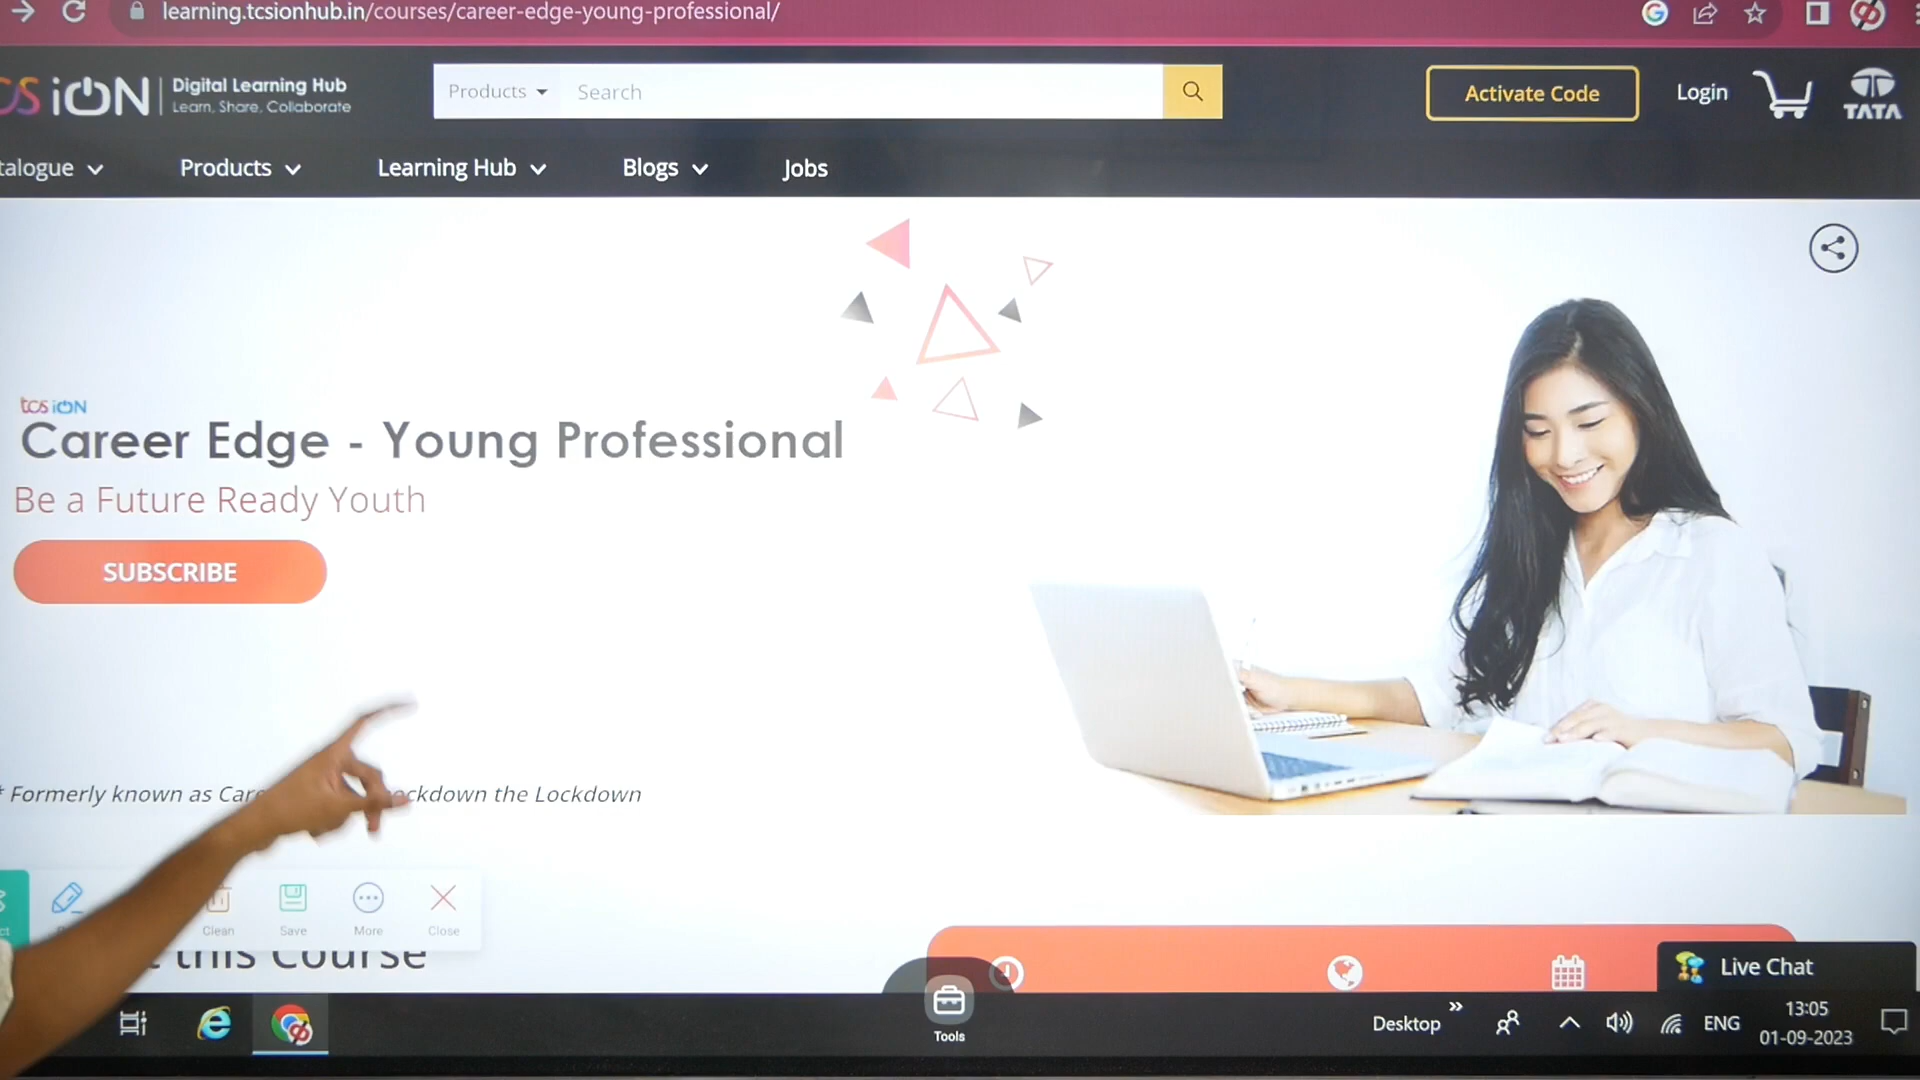 learning.tcsionhub.in/courses/career-edge-young-professional/
iON
Digital Learning Hub
Learn, Share, Collaborate
Products
Search
Activate Code
Login
TATA
Products
Learning Hub
Blogs
Jobs
tcs iON
Career Edge - Young Professional
Be a Future Ready Youth
SUBSCRIBE
* Formerly known as the Lockdown
Clean
Save
More
Close
this Course
Live Chat
Tools
Desktop
ENG
13:05
01-09-2023